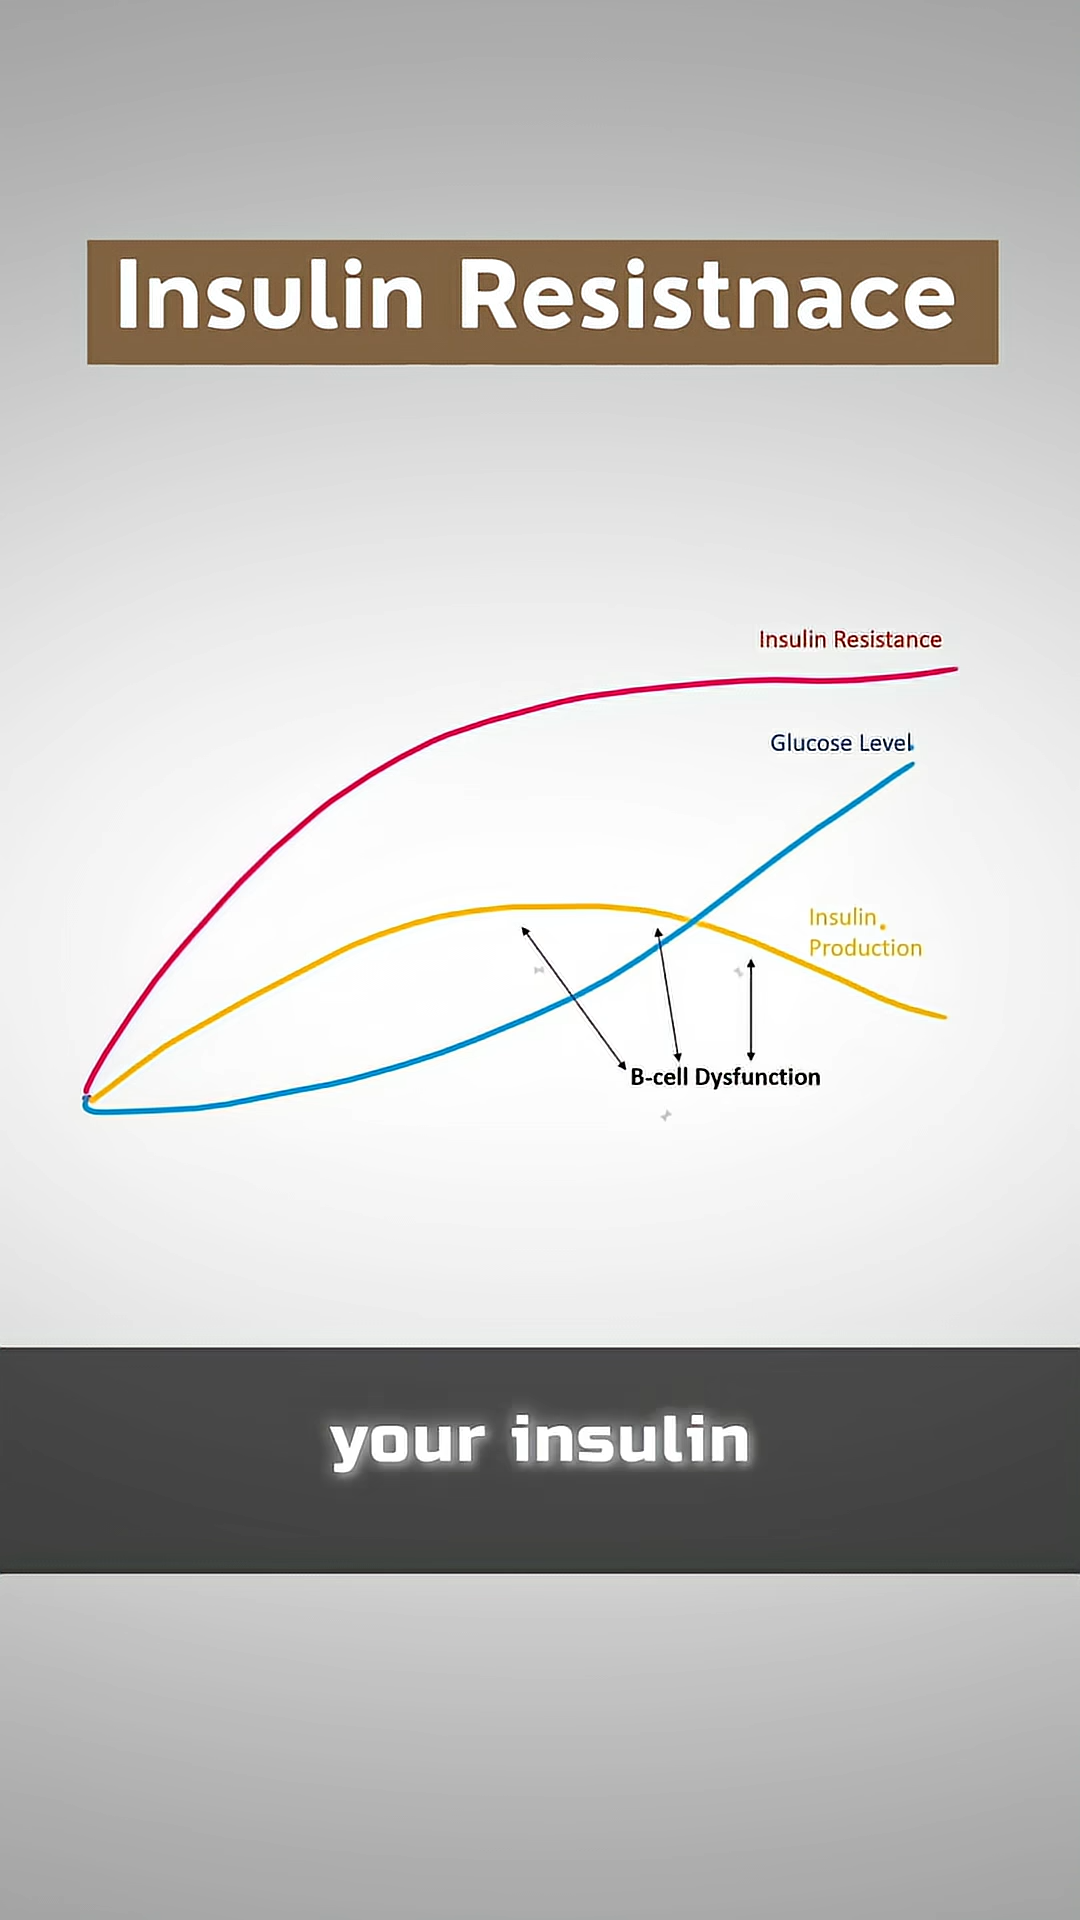 Insulin Resistnace
Insulin Resistance
Glucose Level
Insulin
Production
B-cell Dysfunction
your insulin